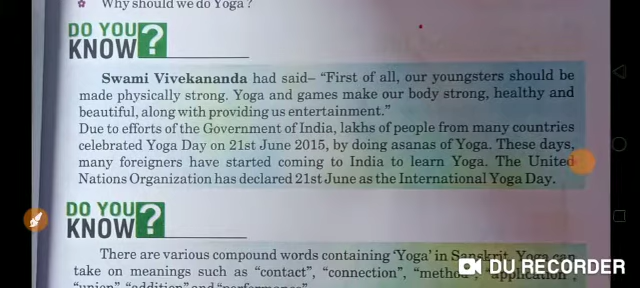 Why should we do Yoga ?
DO YOU
KNOW ?
Swami Vivekananda had said– “First of all, our youngsters should be
made physically strong. Yoga and games make our body strong, healthy and
beautiful, along with providing us entertainment.”
Due to efforts of the Government of India, lakhs of people from many countries
celebrated Yoga Day on 21st June 2015, by doing asanas of Yoga. These days,
many foreigners have started coming to India to learn Yoga. The United
Nations Organization has declared 21st June as the International Yoga Day.
DO YOU
KNOW ?
There are various compound words containing ‘Yoga’ in Sanskrit. Yoga can
take on meanings such as “contact”, “connection”, “method”, “application”,
“union”, “addition” and “performance”.
DU RECORDER